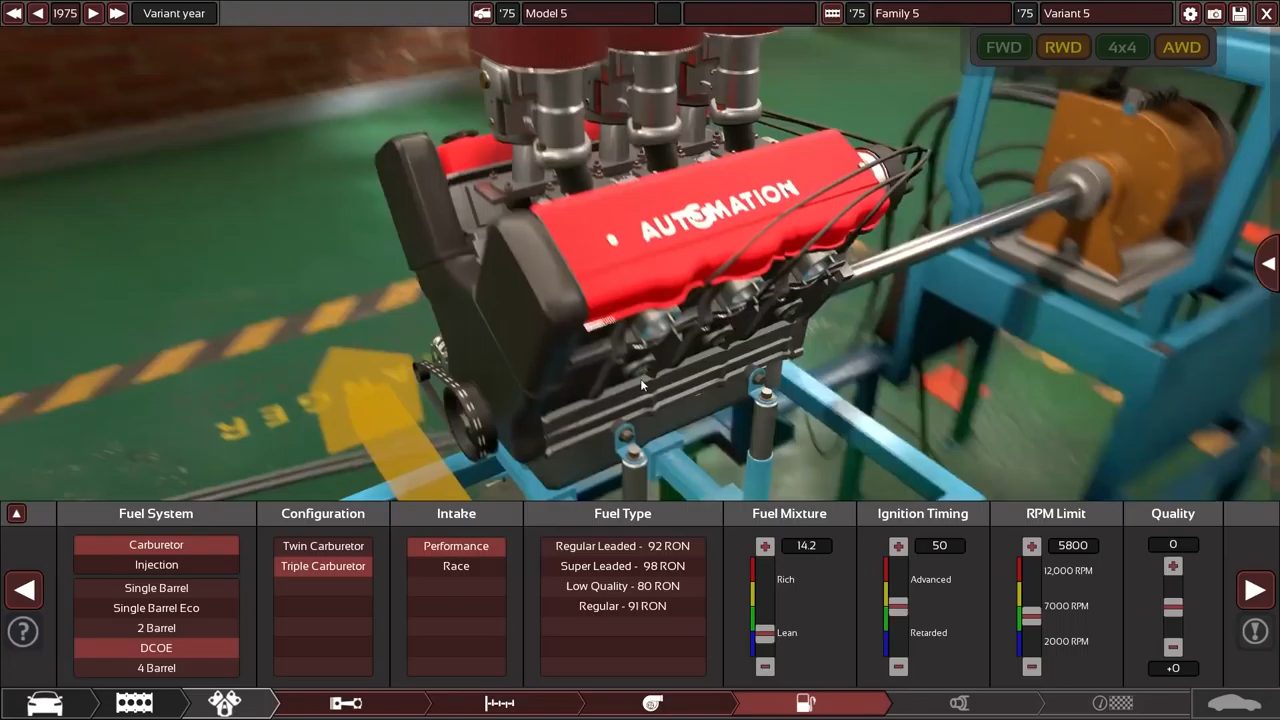 1975 Variant year '75 Model 5 '75 Family 5 '75 Variant 5
FWD RWD 4x4 AWD
AUTOMATION
Fuel System Configuration Intake Fuel Type Fuel Mixture Ignition Timing RPM Limit Quality
Carburetor Twin Carburetor Performance Regular Leaded - 92 RON 14.2 50 5800 0
Injection Triple Carburetor Race Super Leaded - 98 RON 12,000 RPM
Single Barrel Low Quality - 80 RON Rich Advanced
Single Barrel Eco Regular - 91 RON 7000 RPM
2 Barrel Lean Retarded 2000 RPM
DCOE
4 Barrel +0